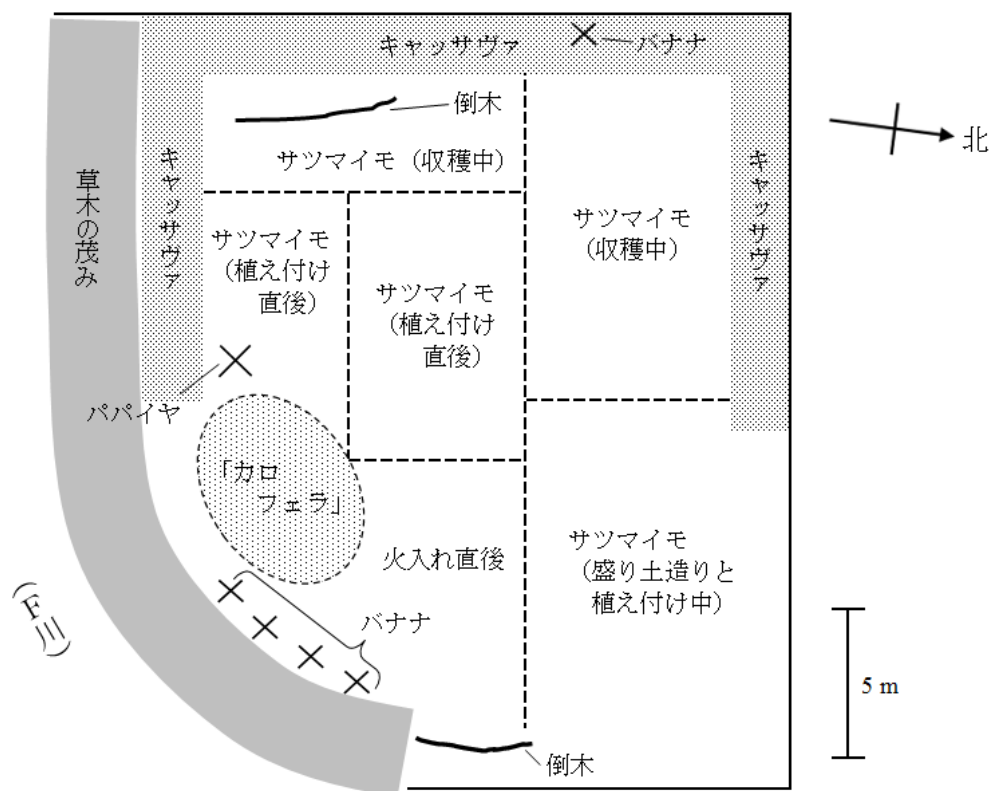 キャッサヴァ
バナナ
倒木
北
サツマイモ（収穫中）
キャッサヴァ
キャッサヴァ
草木の茂み
サツマイモ
（収穫中）
サツマイモ
（植え付け
直後）
サツマイモ
（植え付け
直後）
パパイヤ
「カロ
フェラ」
火入れ直後
サツマイモ
（盛り土造りと
植え付け中）
（F川）
バナナ
5 m
倒木